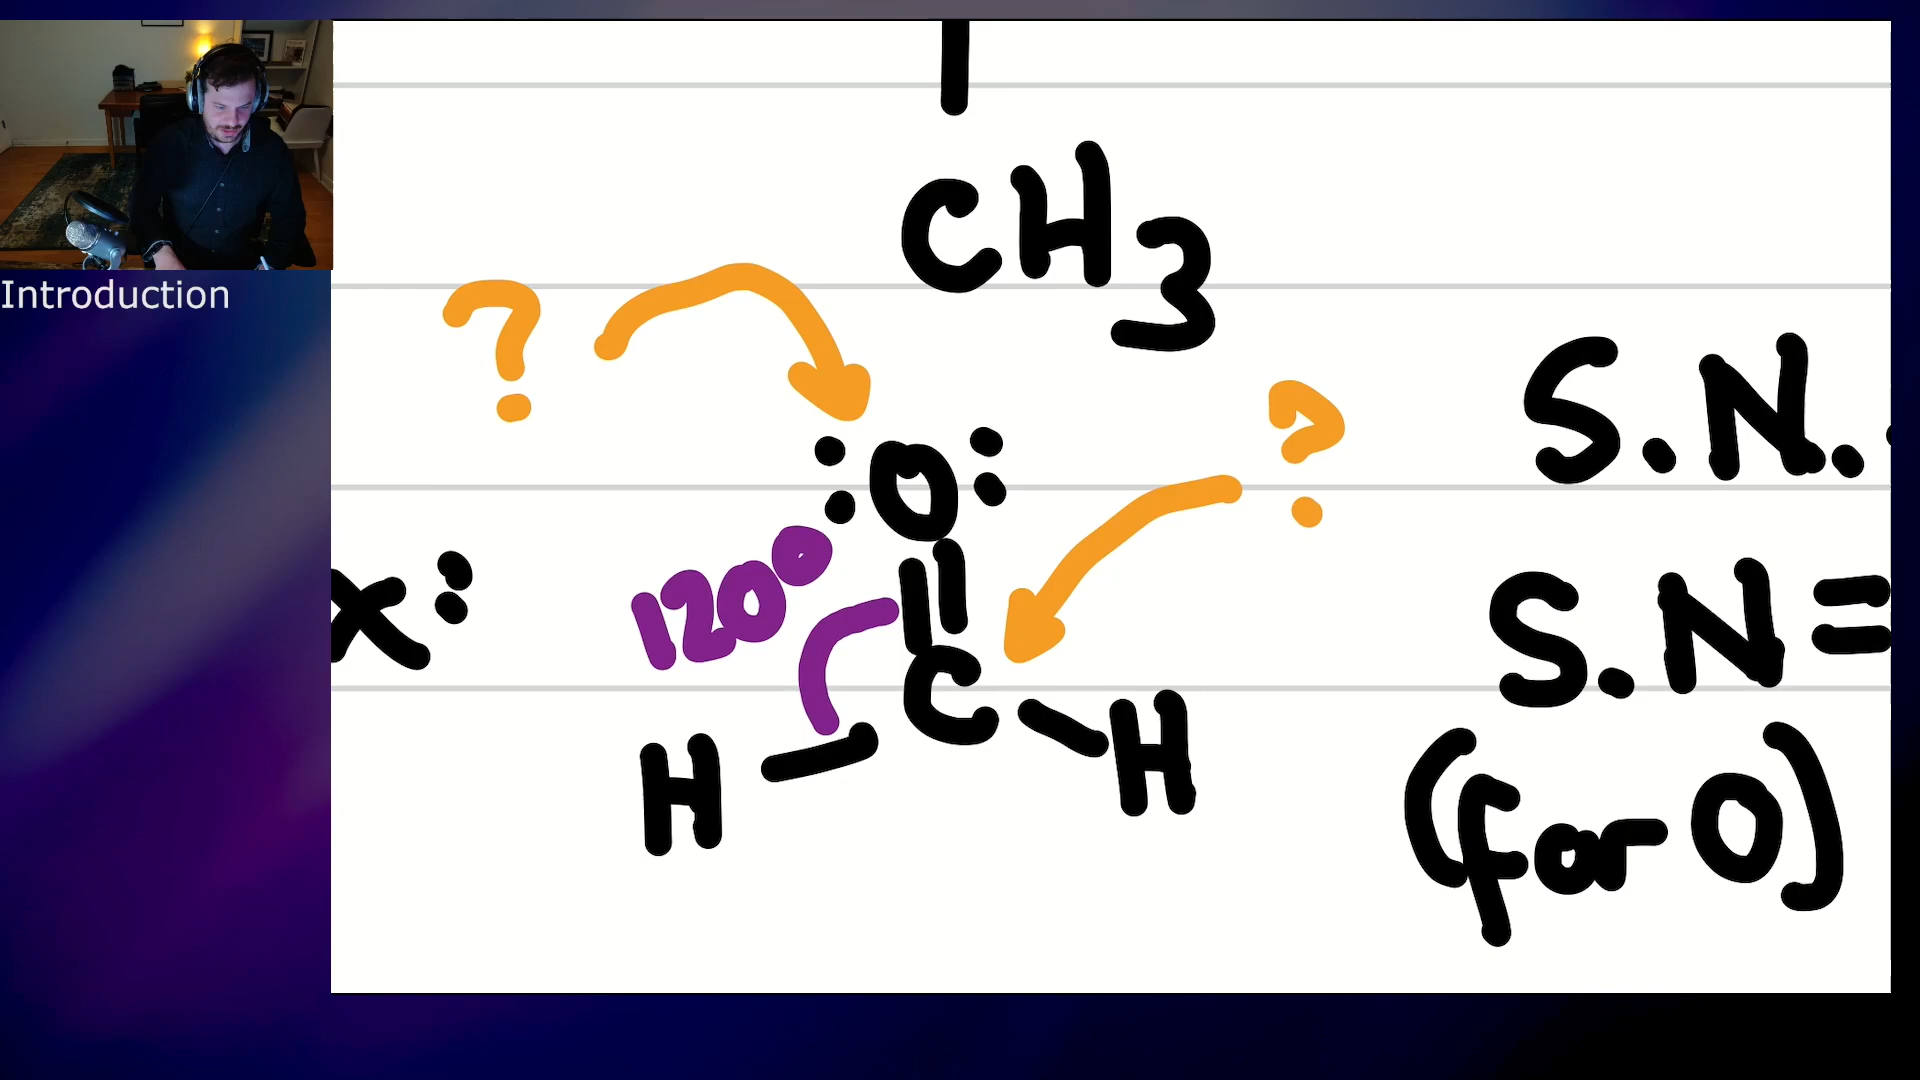 Introduction
CH3
?
?
S.N.
:O:
120°
x:
S.N=
C
H
H
(for O)